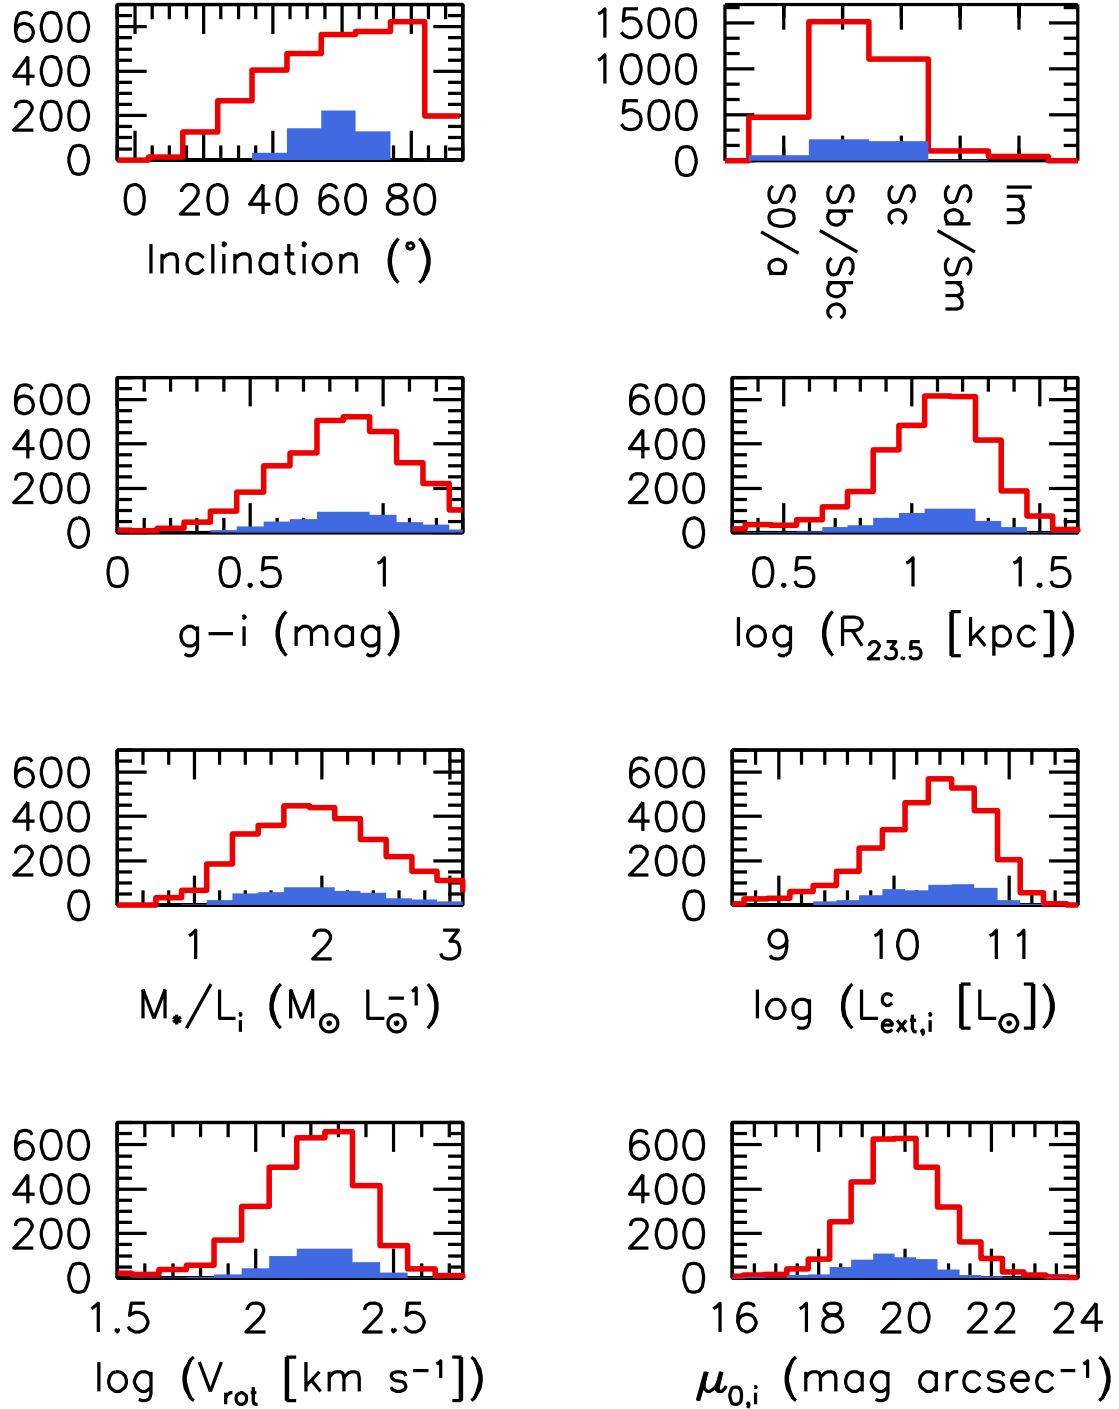 600
400
200
0
0 20 40 60 80
Inclination (°)
1500
1000
500
0
S0/a
Sb/Sbc
Sc
Sd/Sm
Im
600
400
200
0
0 0.5 1
g−i (mag)
600
400
200
0
0.5 1 1.5
log (R23.5 [kpc])
600
400
200
0
1 2 3
M*/Li (M⊙ L⊙−1)
600
400
200
0
9 10 11
log (Lcext,i [L⊙])
600
400
200
0
1.5 2 2.5
log (Vrot [km s−1])
600
400
200
0
16 18 20 22 24
μ0,i (mag arcsec−1)